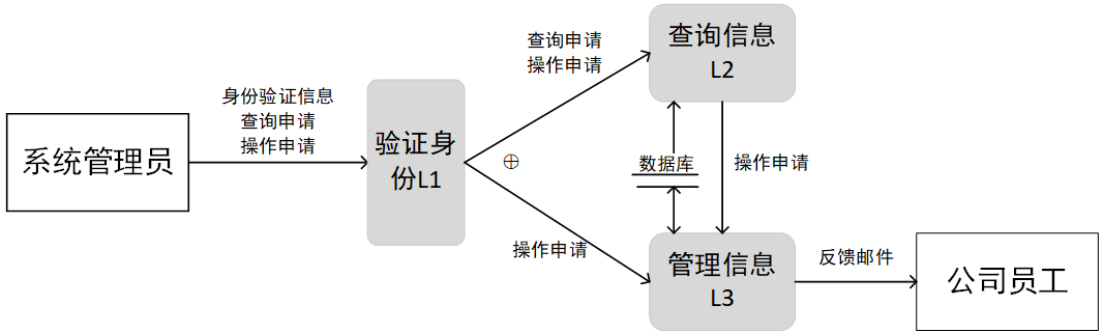 系统管理员
身份验证信息
查询申请
操作申请
验证身
份L1
查询申请
操作申请
⊕
操作申请
查询信息
L2
数据库
操作申请
管理信息
L3
反馈邮件
公司员工